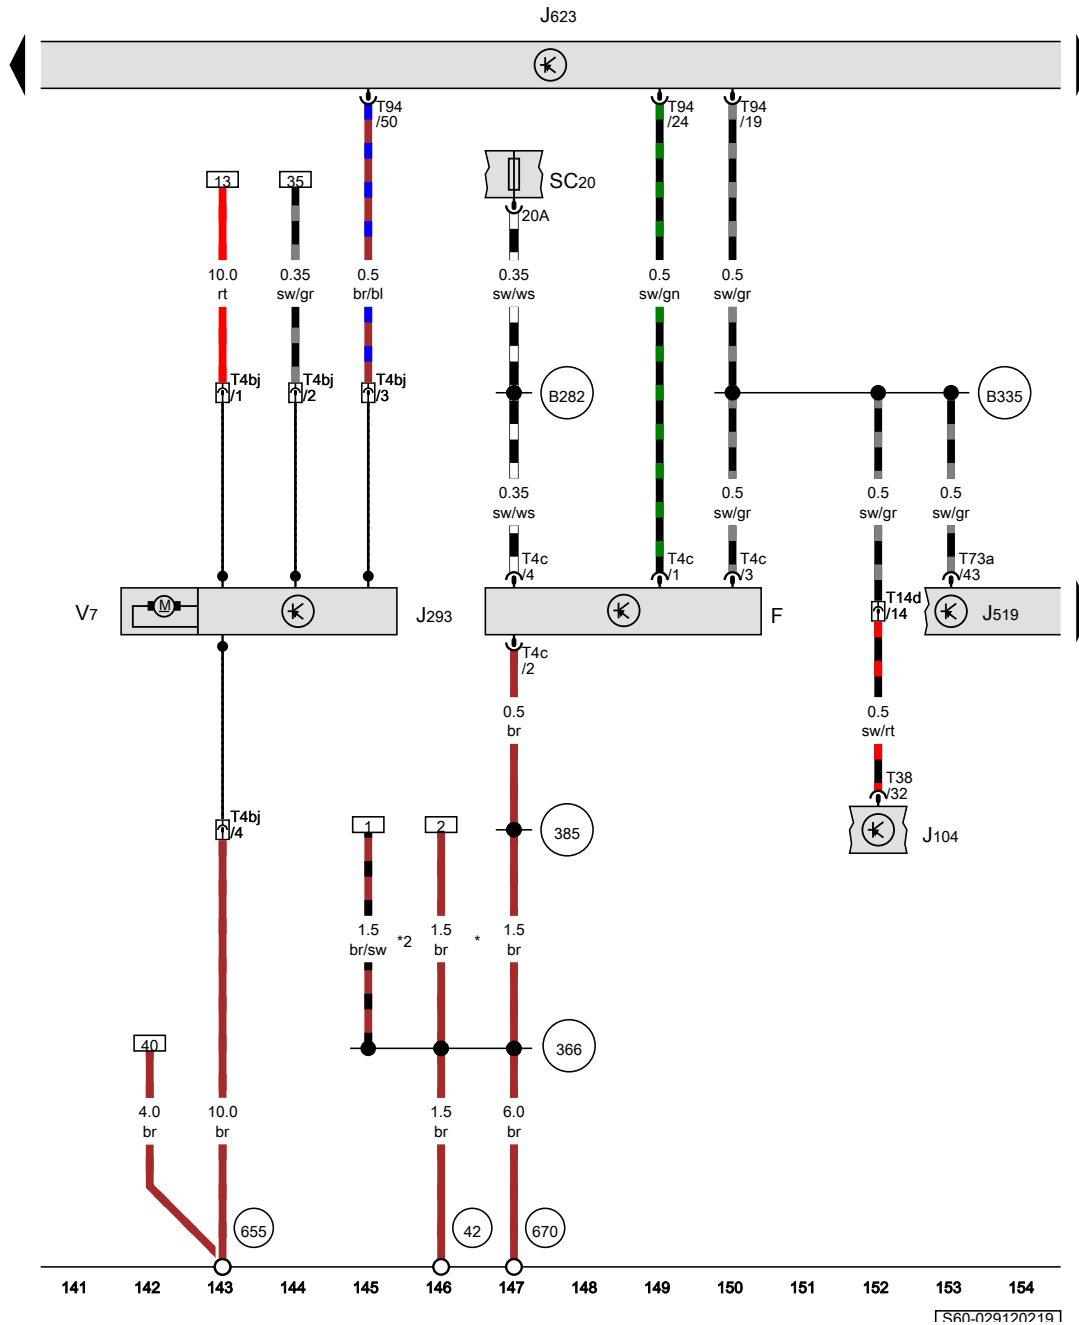 J623
T94
/50
T94
/24
T94
/19
13
35
SC20
20A
10.0
rt
0.35
sw/gr
0.5
br/bl
0.35
sw/ws
0.5
sw/gn
0.5
sw/gr
T4bj
/1
T4bj
/2
T4bj
/3
B282
B335
0.35
sw/ws
0.5
sw/gr
0.5
sw/gr
0.5
sw/gr
T4c
/4
T4c
/1
T4c
/3
T73a
/43
V7
M
J293
F
T14d
/14
J519
T4c
/2
0.5
br
0.5
sw/rt
T38
/32
T4bj
/4
1
2
385
J104
1.5
br/sw
*2
1.5
br
*
1.5
br
40
366
4.0
br
10.0
br
1.5
br
6.0
br
655
42
670
141 142 143 144 145 146 147 148 149 150 151 152 153 154
S60-029120219